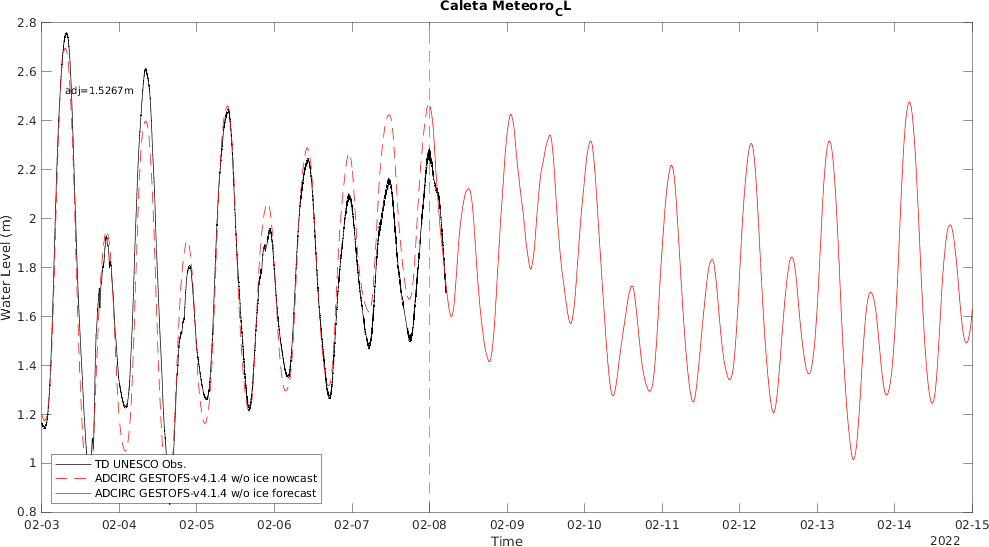 Caleta Meteoro_CL
2.8
2.6
2.4
2.2
2
1.8
1.6
1.4
1.2
1
0.8
Water Level (m)
adj=1.5267m
TD UNESCO Obs.
ADCIRC GESTOFS-v4.1.4 w/o ice nowcast
ADCIRC GESTOFS-v4.1.4 w/o ice forecast
02-03 02-04 02-05 02-06 02-07 02-08 02-09 02-10 02-11 02-12 02-13 02-14 02-15
Time
2022